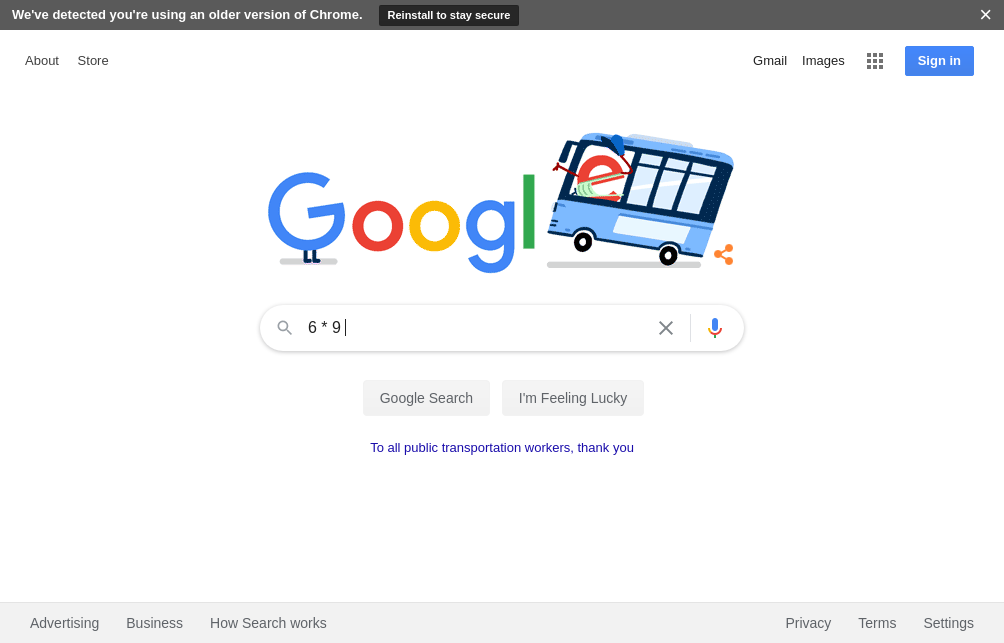 We've detected you're using an older version of Chrome. Reinstall to stay secure
About Store Gmail Images Sign in
Google
6 * 9
Google Search I'm Feeling Lucky
To all public transportation workers, thank you
Advertising Business How Search works Privacy Terms Settings